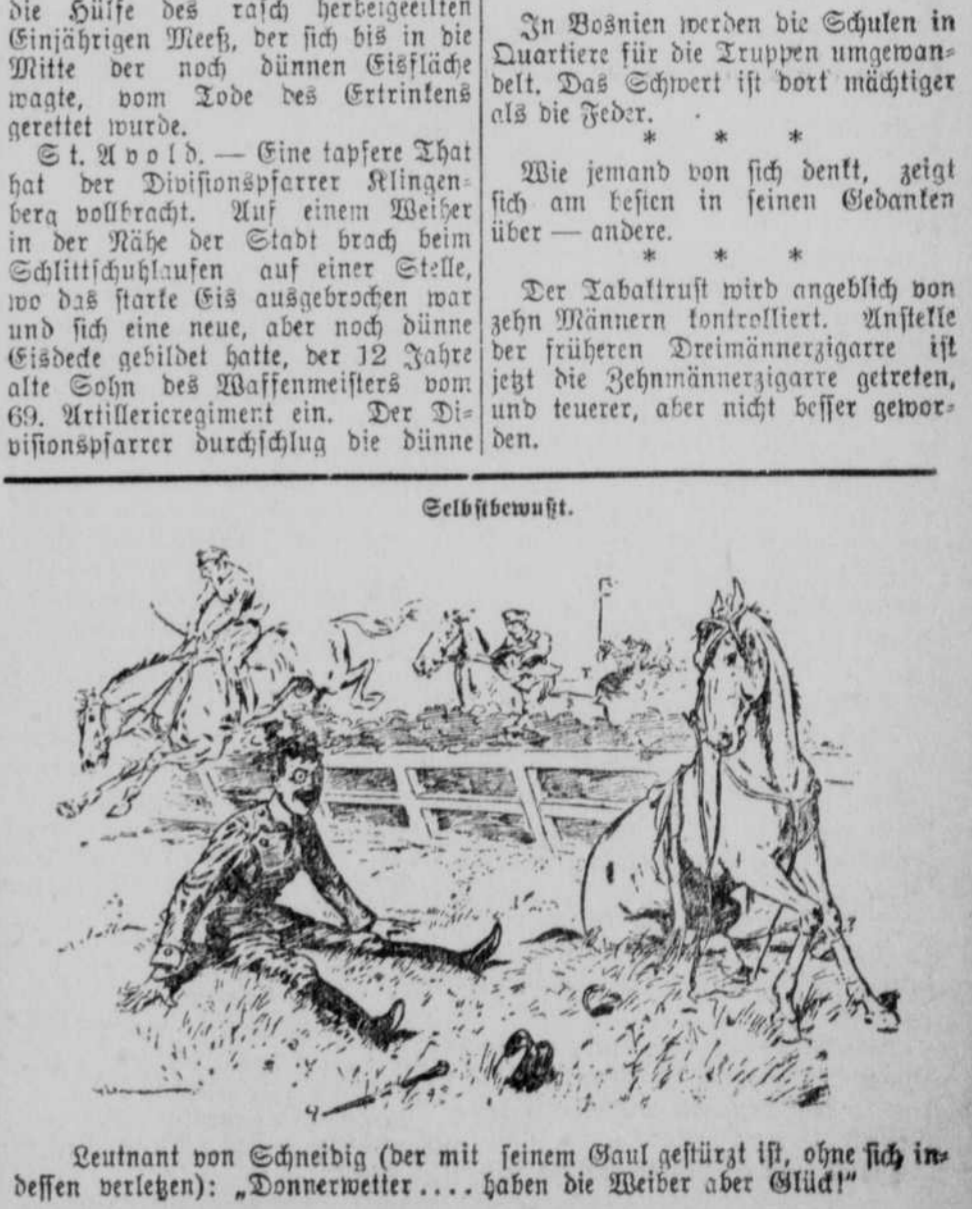 die Hülfe des rasch herbeigeeilten
Einjährigen Meeß, der sich bis in die
Mitte der noch dünnen Eisfläche
wagte, vom Tode des Ertrinkens
gerettet wurde.
St. Avold. — Eine tapfere That
hat der Divisionspfarrer Klingen-
berg vollbracht. Auf einem Weiher
in der Nähe der Stadt brach beim
Schlittschuhlaufen auf einer Stelle,
wo das starke Eis ausgebrochen war
und sich eine neue, aber noch dünne
Eisdecke gebildet hatte, der 12 Jahre
alte Sohn des Waffenmeisters vom
69. Artillerieregiment ein. Der Di-
visionspfarrer durchschlug die dünne
In Bosnien werden die Schulen in
Quartiere für die Truppen umgewan-
delt. Das Schwert ist dort mächtiger
als die Feder.
* * *
Wie jemand von sich denkt, zeigt
sich am besten in seinen Gedanken
über — andere.
* * *
Der Tabaktrust wird angeblich von
zehn Männern kontrolliert. Anstelle
der früheren Dreimännerzigarre ist
jetzt die Zehnmännerzigarre getreten,
und teuerer, aber nicht besser gewor-
den.
Selbstbewußt.
Leutnant von Schneidig (der mit seinem Gaul gestürzt ist, ohne sich in-
dessen verletzen): „Donnerwetter .... haben die Weiber aber Glück!"